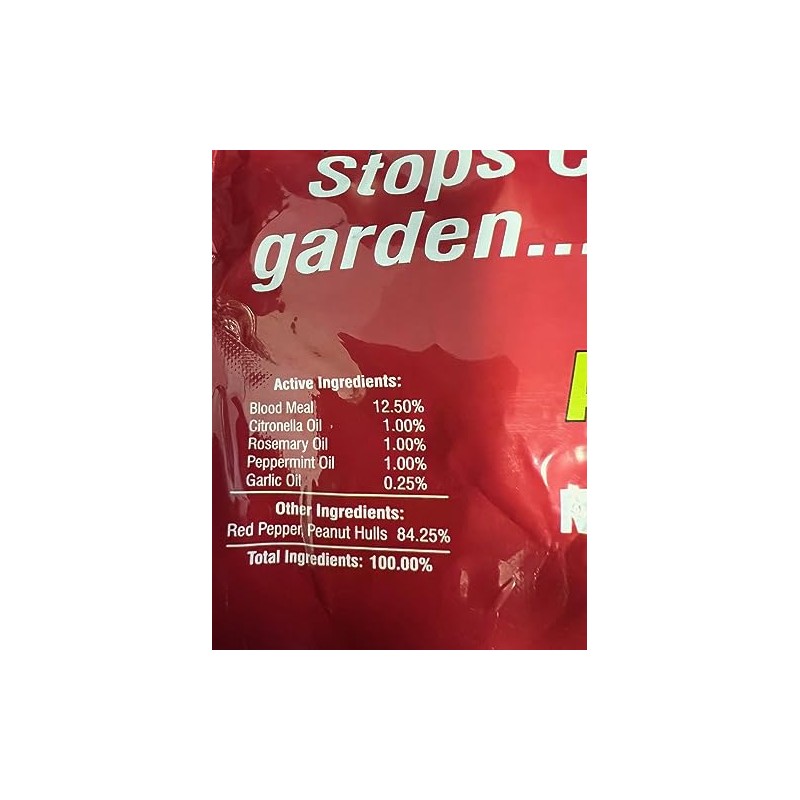 Stops
garden...
Active Ingredients:
Blood Meal 12.50%
Citronella Oil 1.00%
Rosemary Oil 1.00%
Peppermint Oil 1.00%
Garlic Oil 0.25%
Other Ingredients:
Red Pepper, Peanut Hulls 84.25%
Total Ingredients: 100.00%